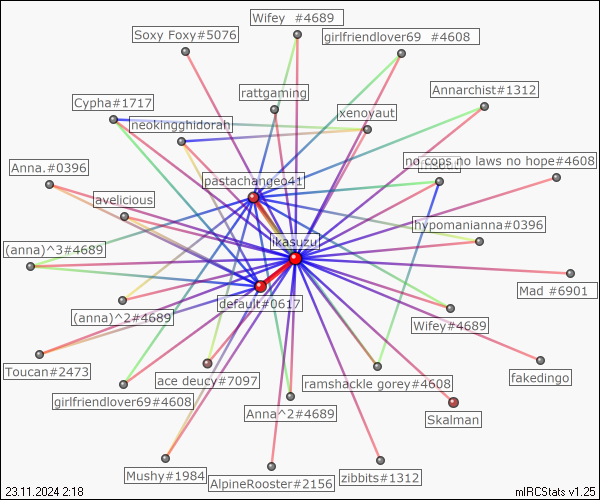 Wifey #4689
Soxy Foxy#5076
girlfriendlover69 #4608
rattgaming
Annarchist#1312
Cypha#1717
xenoyaut
neokingghidorah
no cops no laws no hope#4608
Anna.#0396
pastachangeo41
avelicious
hypomanianna#0396
ikasuzu
(anna)^3#4689
Mad #6901
default#0617
(anna)^2#4689
Wifey#4689
Toucan#2473
ace deucy#7097
ramshackle gorey#4608
fakedingo
girlfriendlover69#4608
Anna^2#4689
Skalman
Mushy#1984
AlpineRooster#2156
zibbits#1312
23.11.2024 2:18
mIRCStats v1.25